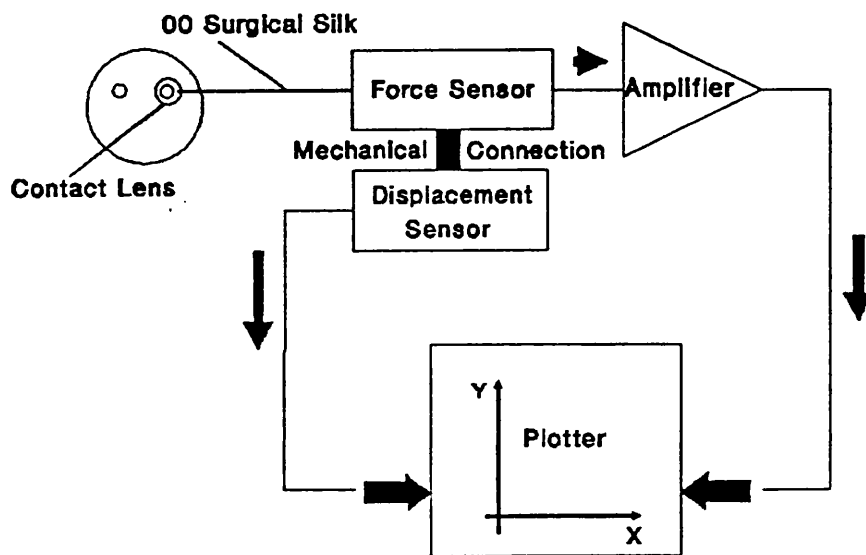 00 Surgical Silk
Force Sensor
Amplifier
Mechanical Connection
Contact Lens
Displacement
Sensor
Y
Plotter
X